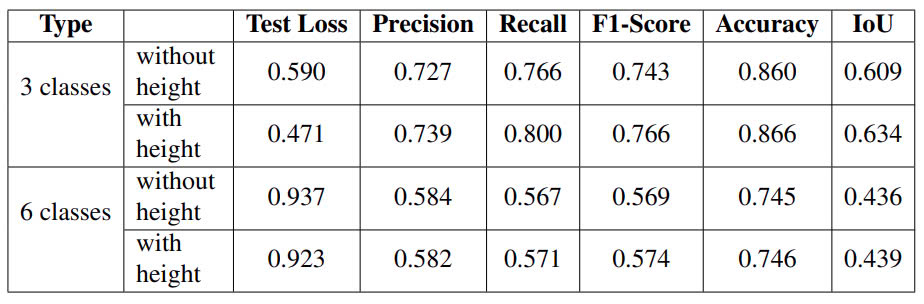 Type Test Loss Precision Recall F1-Score Accuracy IoU
3 classes without height 0.590 0.727 0.766 0.743 0.860 0.609
with height 0.471 0.739 0.800 0.766 0.866 0.634
6 classes without height 0.937 0.584 0.567 0.569 0.745 0.436
with height 0.923 0.582 0.571 0.574 0.746 0.439